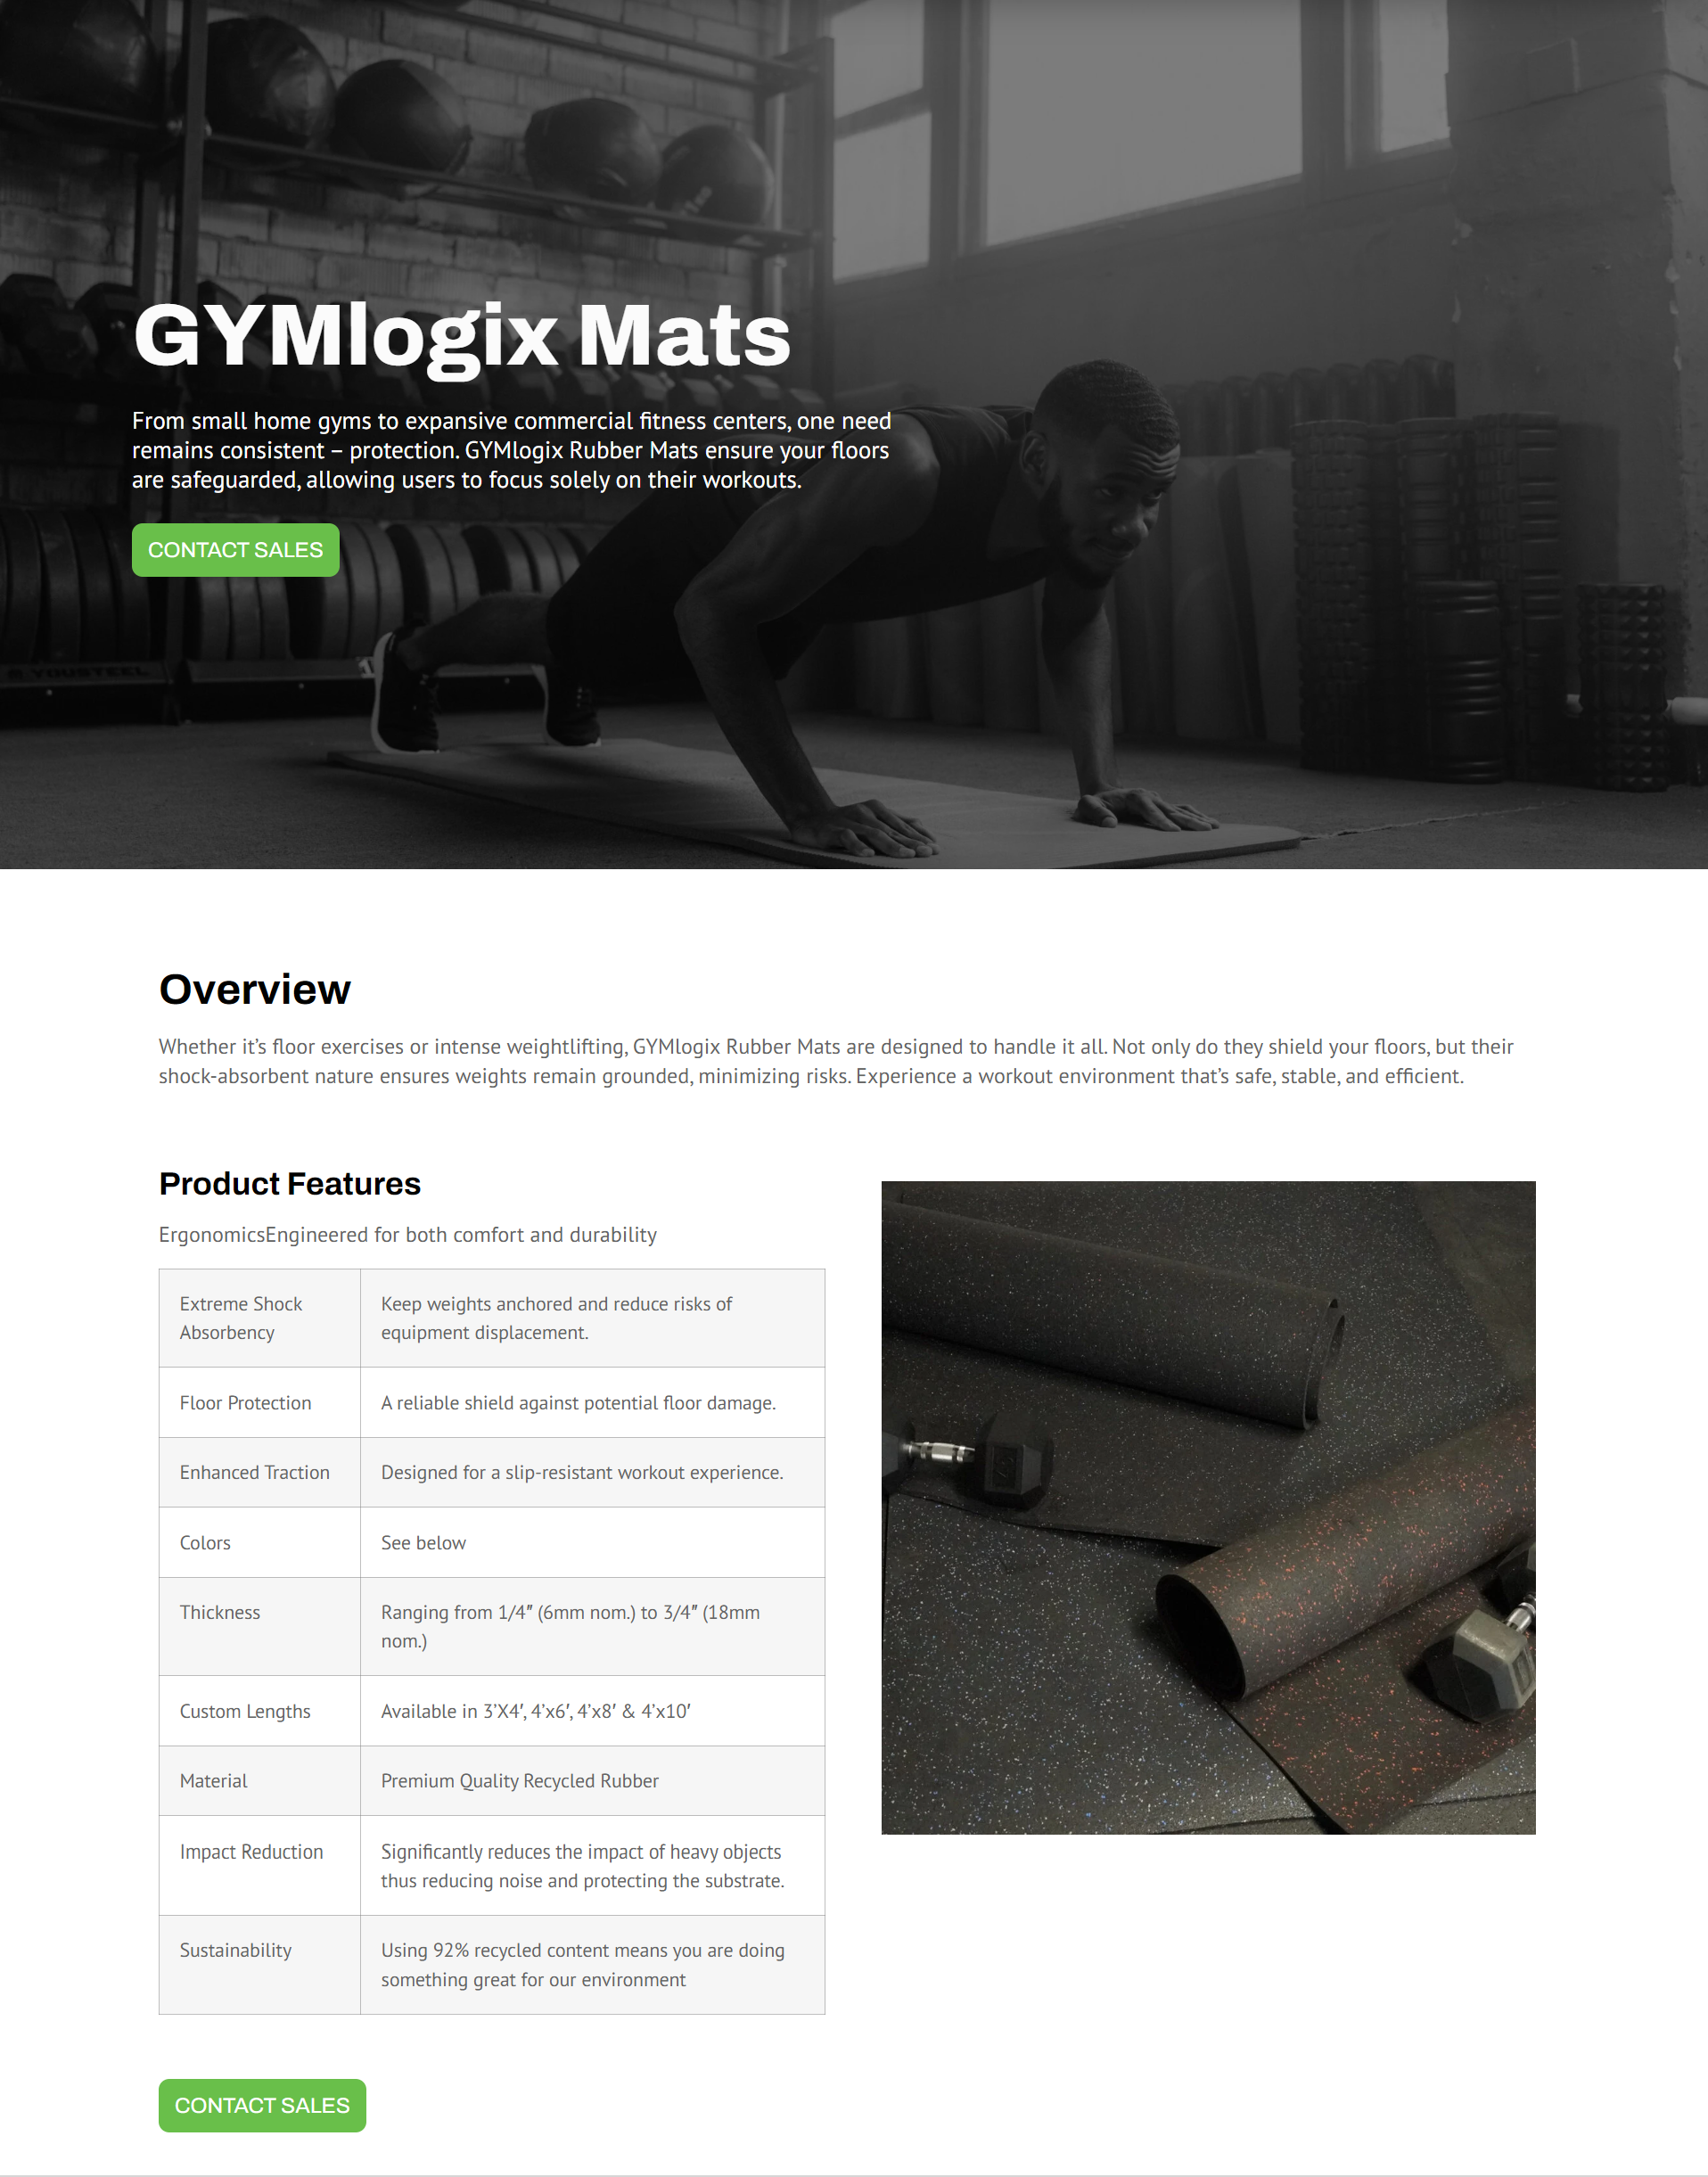 GYMlogix Mats
From small home gyms to expansive commercial fitness centers, one need
remains consistent – protection. GYMlogix Rubber Mats ensure your floors
are safeguarded, allowing users to focus solely on their workouts.
CONTACT SALES
YOUSTEEL
Overview
Whether it’s floor exercises or intense weightlifting, GYMlogix Rubber Mats are designed to handle it all. Not only do they shield your floors, but their
shock-absorbent nature ensures weights remain grounded, minimizing risks. Experience a workout environment that’s safe, stable, and efficient.
Product Features
ErgonomicsEngineered for both comfort and durability
Extreme Shock
Absorbency
Keep weights anchored and reduce risks of
equipment displacement.
Floor Protection
A reliable shield against potential floor damage.
Enhanced Traction
Designed for a slip-resistant workout experience.
Colors
See below
Thickness
Ranging from 1/4″ (6mm nom.) to 3/4″ (18mm
nom.)
Custom Lengths
Available in 3’X4′, 4’x6′, 4’x8′ & 4’x10′
Material
Premium Quality Recycled Rubber
Impact Reduction
Significantly reduces the impact of heavy objects
thus reducing noise and protecting the substrate.
Sustainability
Using 92% recycled content means you are doing
something great for our environment
CONTACT SALES